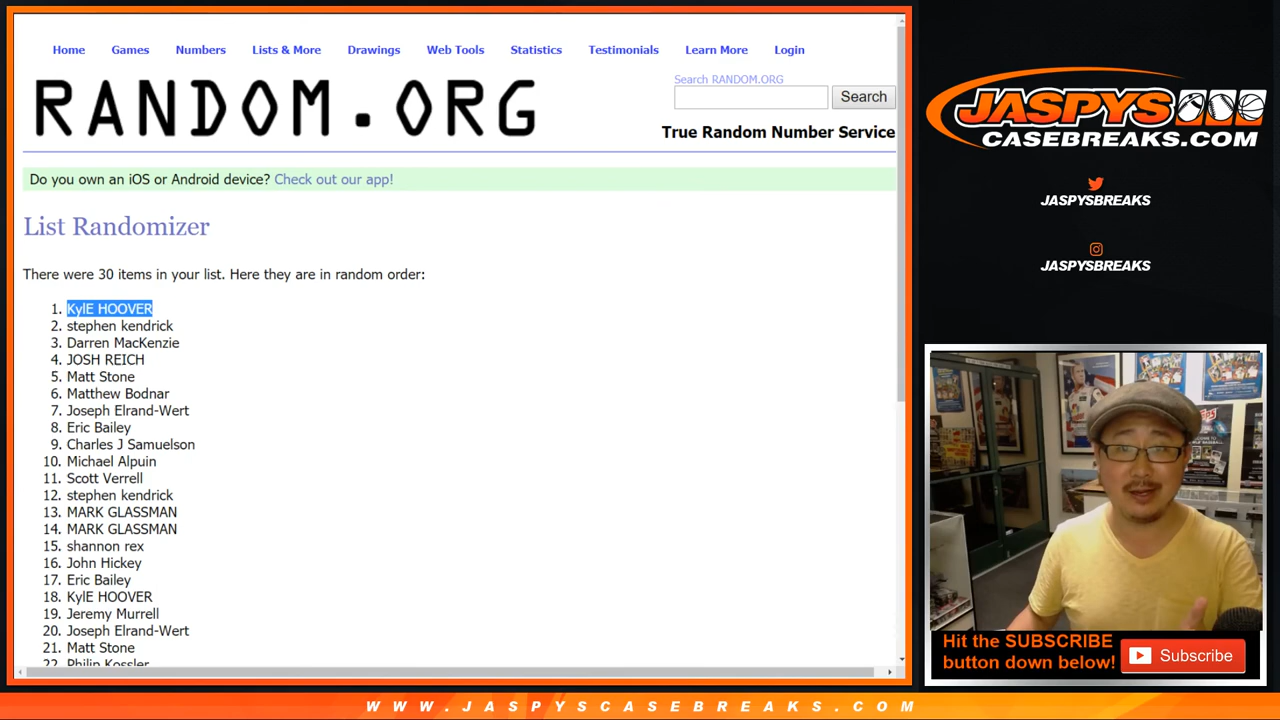 Home Games Numbers Lists & More Drawings Web Tools Statistics Testimonials Learn More Login
RANDOM.ORG
Search RANDOM.ORG
Search
True Random Number Service
Do you own an iOS or Android device? Check out our app!
List Randomizer
There were 30 items in your list. Here they are in random order:
1. KylE HOOVER
2. stephen kendrick
3. Darren MacKenzie
4. JOSH REICH
5. Matt Stone
6. Matthew Bodnar
7. Joseph Elrand-Wert
8. Eric Bailey
9. Charles J Samuelson
10. Michael Alpuin
11. Scott Verrell
12. stephen kendrick
13. MARK GLASSMAN
14. MARK GLASSMAN
15. shannon rex
16. John Hickey
17. Eric Bailey
18. KylE HOOVER
19. Jeremy Murrell
20. Joseph Elrand-Wert
21. Matt Stone
22. Philip Kossler
JASPYS
CASEBREAKS.COM
JASPYSBREAKS
JASPYSBREAKS
Hit the SUBSCRIBE
button down below!
Subscribe
WWW.JASPYSCASEBREAKS.COM